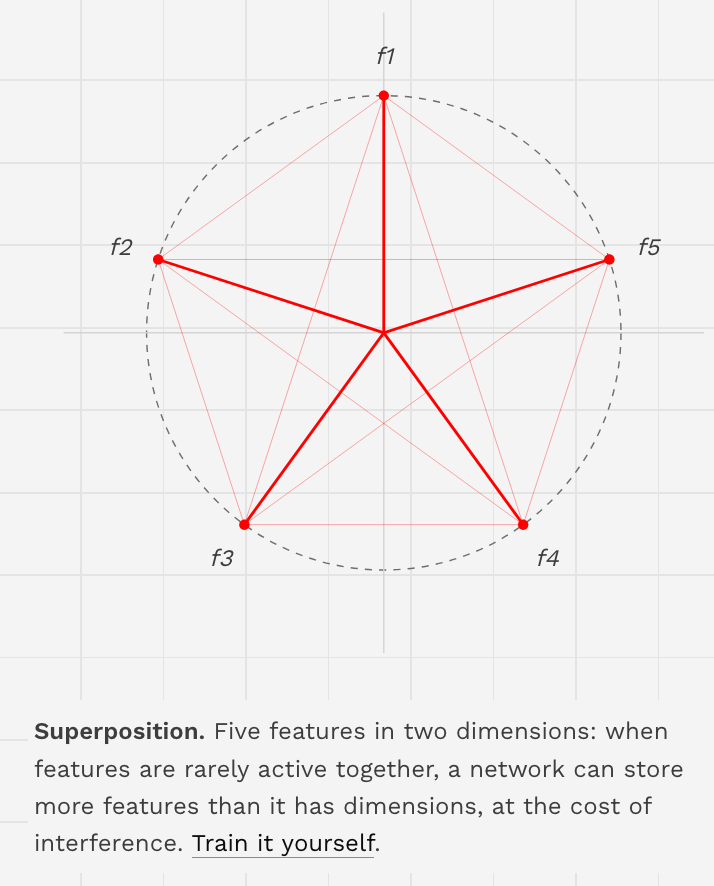 f1
f2
f5
f3
f4
Superposition. Five features in two dimensions: when
features are rarely active together, a network can store
more features than it has dimensions, at the cost of
interference. Train it yourself.